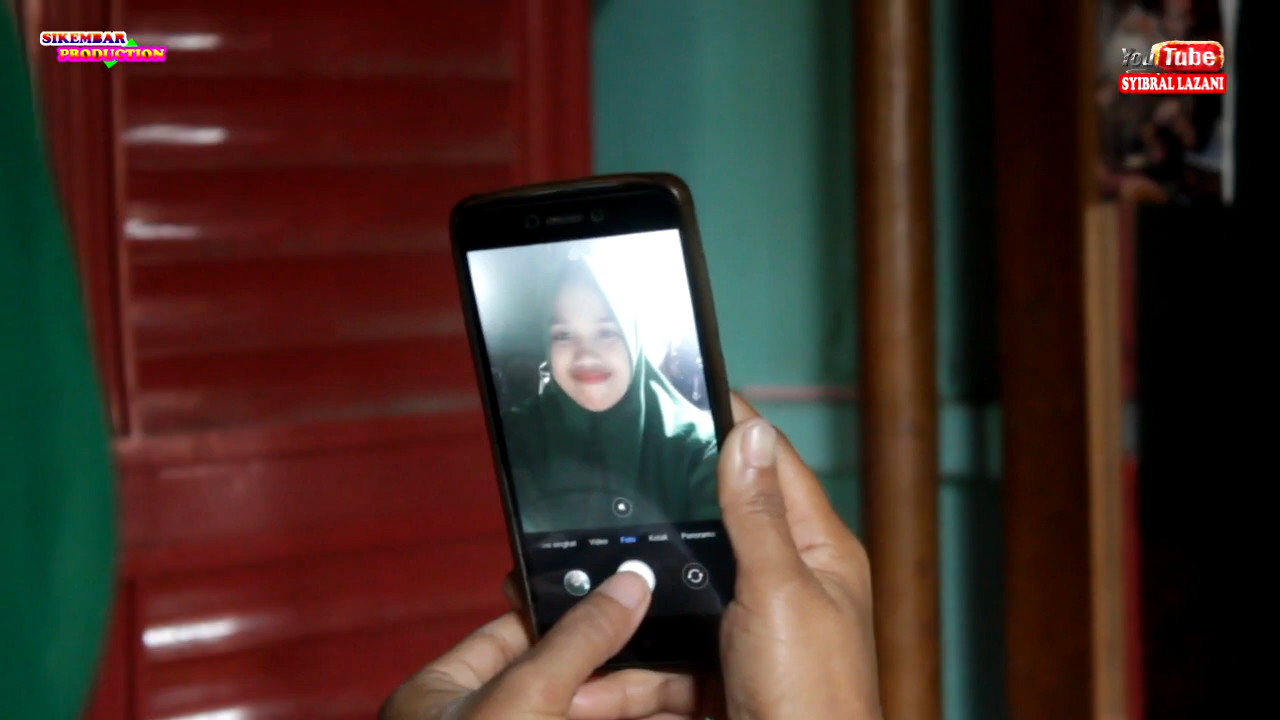 SIKEMBAR
PRODUCTION
YouTube
SYIBRAL LAZANI
Video Foto Kotak Panorama